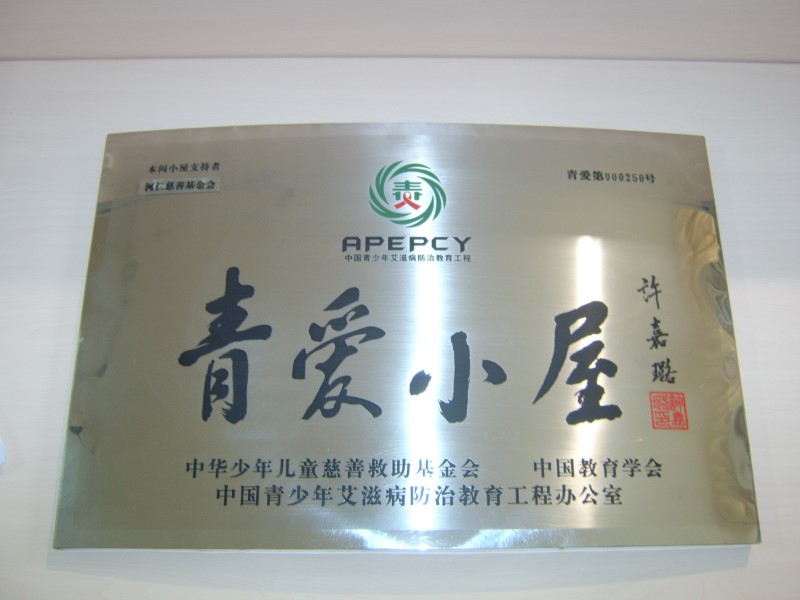 本间小屋支持者
河仁慈善基金会
青爱第000250号
APEPCY
中国青少年艾滋病防治教育工程
青爱小屋
许嘉璐
中华少年儿童慈善救助基金会 中国教育学会
中国青少年艾滋病防治教育工程办公室